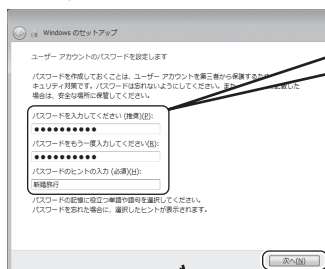 Windows のセットアップ
ユーザー アカウントのパスワードを設定します
パスワードを作成しておくことは、ユーザー アカウントを第三者から保護するため
キュリティ対策です。パスワードは忘れないようにしてください。また
場合は、安全な場所に保管してください。
パスワードを入力してください (推奨)(P):
●●●●●●●●●●
パスワードをもう一度入力してください(R):
●●●●●●●●●●
パスワードのヒントの入力 (必須)(H):
新婚旅行
パスワードの記憶に役立つ単語や語句を選択してください。
パスワードを忘れた場合に、選択したヒントが表示されます。
次へ(N)